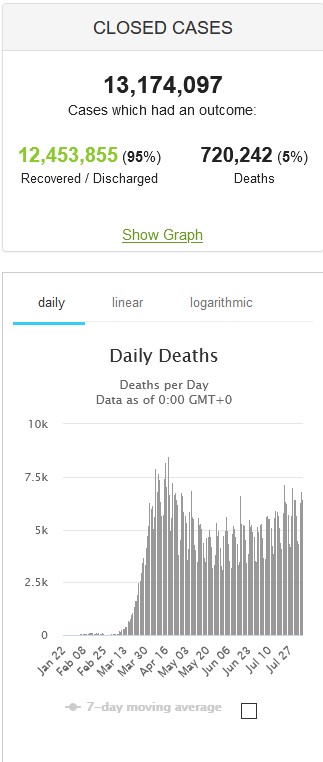 CLOSED CASES
13,174,097
Cases which had an outcome:
12,453,855 (95%) 720,242 (5%)
Recovered / Discharged Deaths
Show Graph
daily linear logarithmic
Daily Deaths
Deaths per Day
Data as of 0:00 GMT+0
10k
7.5k
5k
2.5k
0
Jan 22 Feb 08 Feb 25 Mar 13 Mar 30 Apr 16 May 03 May 20 Jun 06 Jun 23 Jul 10 Jul 27
7-day moving average